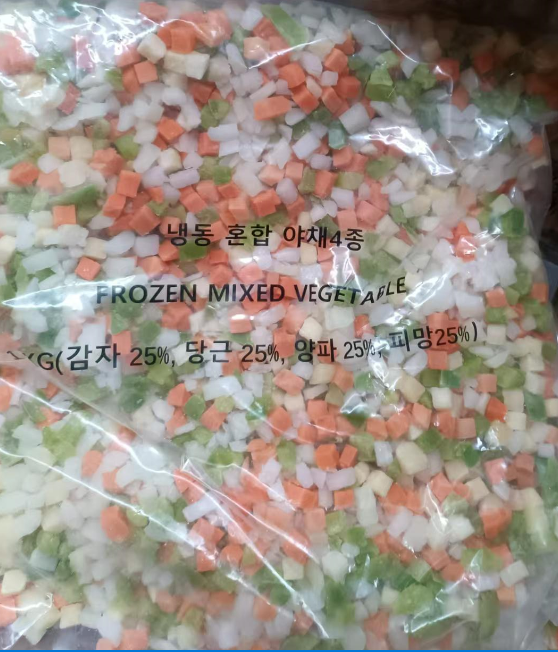 냉동 혼합 야채4종
FROZEN MIXED VEGETABLE
KG(감자 25%, 당근 25%, 양파 25%, 피망25%)